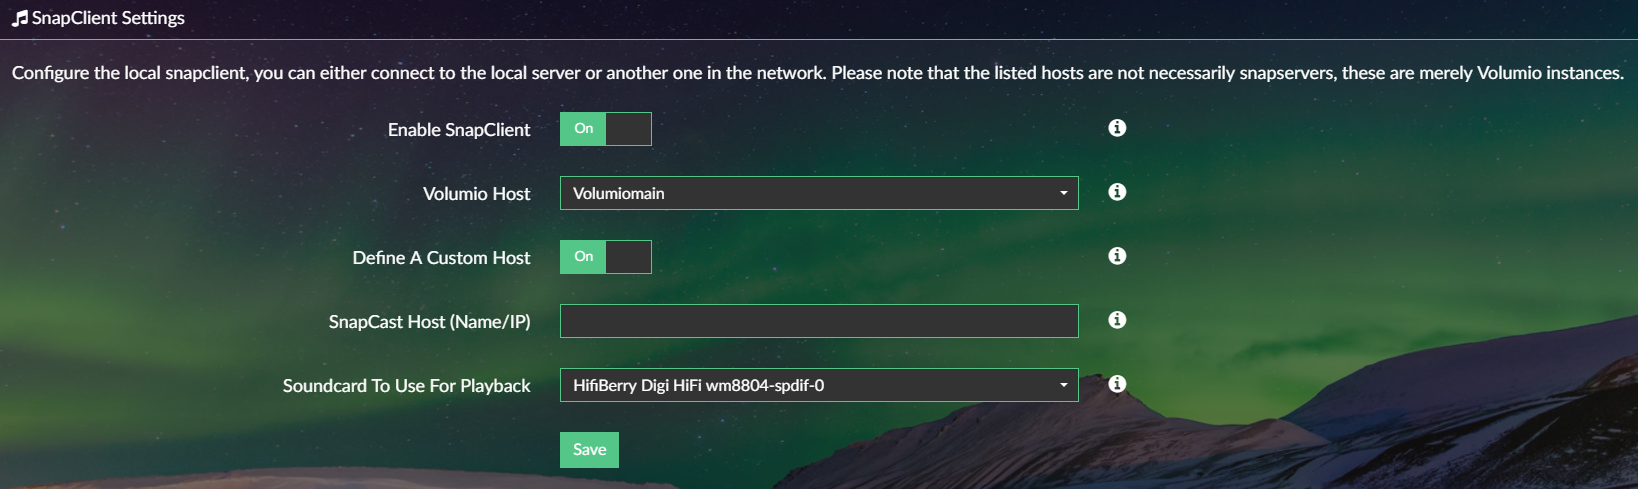 SnapClient Settings
Configure the local snapclient, you can either connect to the local server or another one in the network. Please note that the listed hosts are not necessarily snapservers, these are merely Volumio instances.
Enable SnapClient On
Volumio Host Volumiomain
Define A Custom Host On
SnapCast Host (Name/IP)
Soundcard To Use For Playback HifiBerry Digi HiFi wm8804-spdif-0
Save